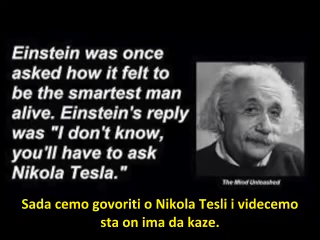 Einstein was once
asked how it felt to
be the smartest man
alive. Einstein's reply
was "I don't know,
you'll have to ask
Nikola Tesla."
The Mind Unleashed
Sada cemo govoriti o Nikola Tesli i videcemo
sta on ima da kaze.